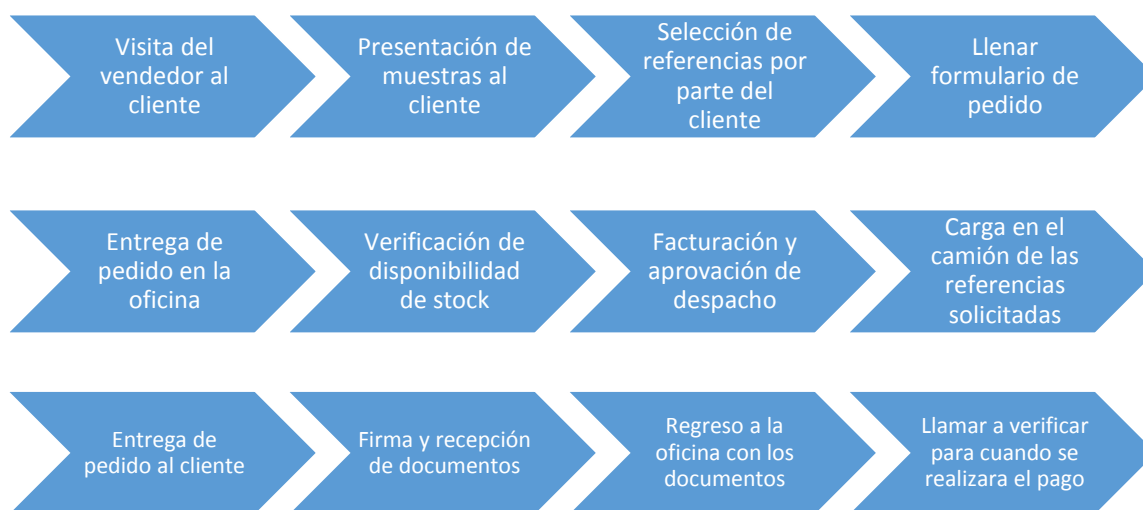 Visita del
vendedor al
cliente
Presentación de
muestras al
cliente
Selección de
referencias por
parte del
cliente
Llenar
formulario de
pedido
Entrega de
pedido en la
oficina
Verificación de
disponibilidad
de stock
Facturación y
aprovación de
despacho
Carga en el
camión de las
referencias
solicitadas
Entrega de
pedido al cliente
Firma y recepción
de documentos
Regreso a la
oficina con los
documentos
Llamar a verificar
para cuando se
realizara el pago